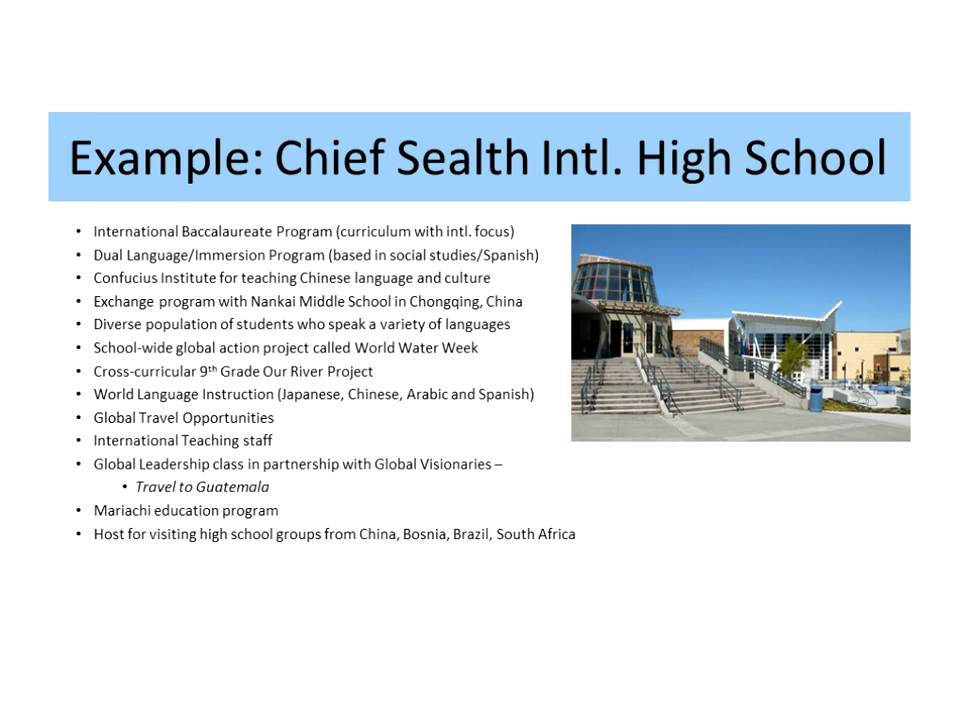 Example: Chief Sealth Intl. High School
• International Baccalaureate Program (curriculum with intl. focus)
• Dual Language/Immersion Program (based in social studies/Spanish)
• Confucius Institute for teaching Chinese language and culture
• Exchange program with Nankai Middle School in Chongqing, China
• Diverse population of students who speak a variety of languages
• School-wide global action project called World Water Week
• Cross-curricular 9th Grade Our River Project
• World Language Instruction (Japanese, Chinese, Arabic and Spanish)
• Global Travel Opportunities
• International Teaching staff
• Global Leadership class in partnership with Global Visionaries –
• Travel to Guatemala
• Mariachi education program
• Host for visiting high school groups from China, Bosnia, Brazil, South Africa